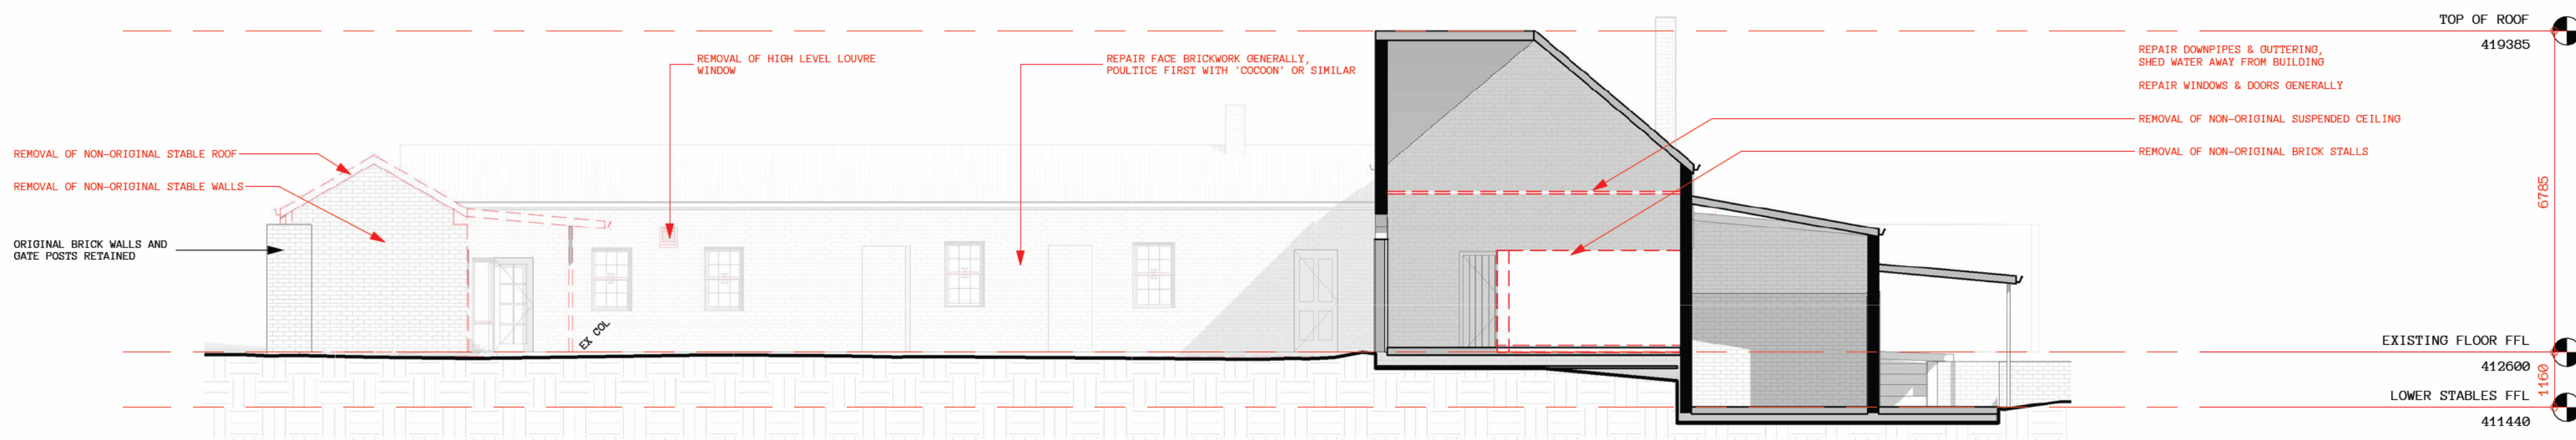 TOP OF ROOF
419385
REMOVAL OF HIGH LEVEL LOUVRE
WINDOW
REPAIR FACE BRICKWORK GENERALLY,
POULTICE FIRST WITH 'COCOON' OR SIMILAR
REPAIR DOWNPIPES & GUTTERING,
SHED WATER AWAY FROM BUILDING
REPAIR WINDOWS & DOORS GENERALLY
REMOVAL OF NON-ORIGINAL SUSPENDED CEILING
REMOVAL OF NON-ORIGINAL BRICK STALLS
REMOVAL OF NON-ORIGINAL STABLE ROOF
REMOVAL OF NON-ORIGINAL STABLE WALLS
ORIGINAL BRICK WALLS AND
GATE POSTS RETAINED
EX COL
6785
EXISTING FLOOR FFL
412600
1160
LOWER STABLES FFL
411440